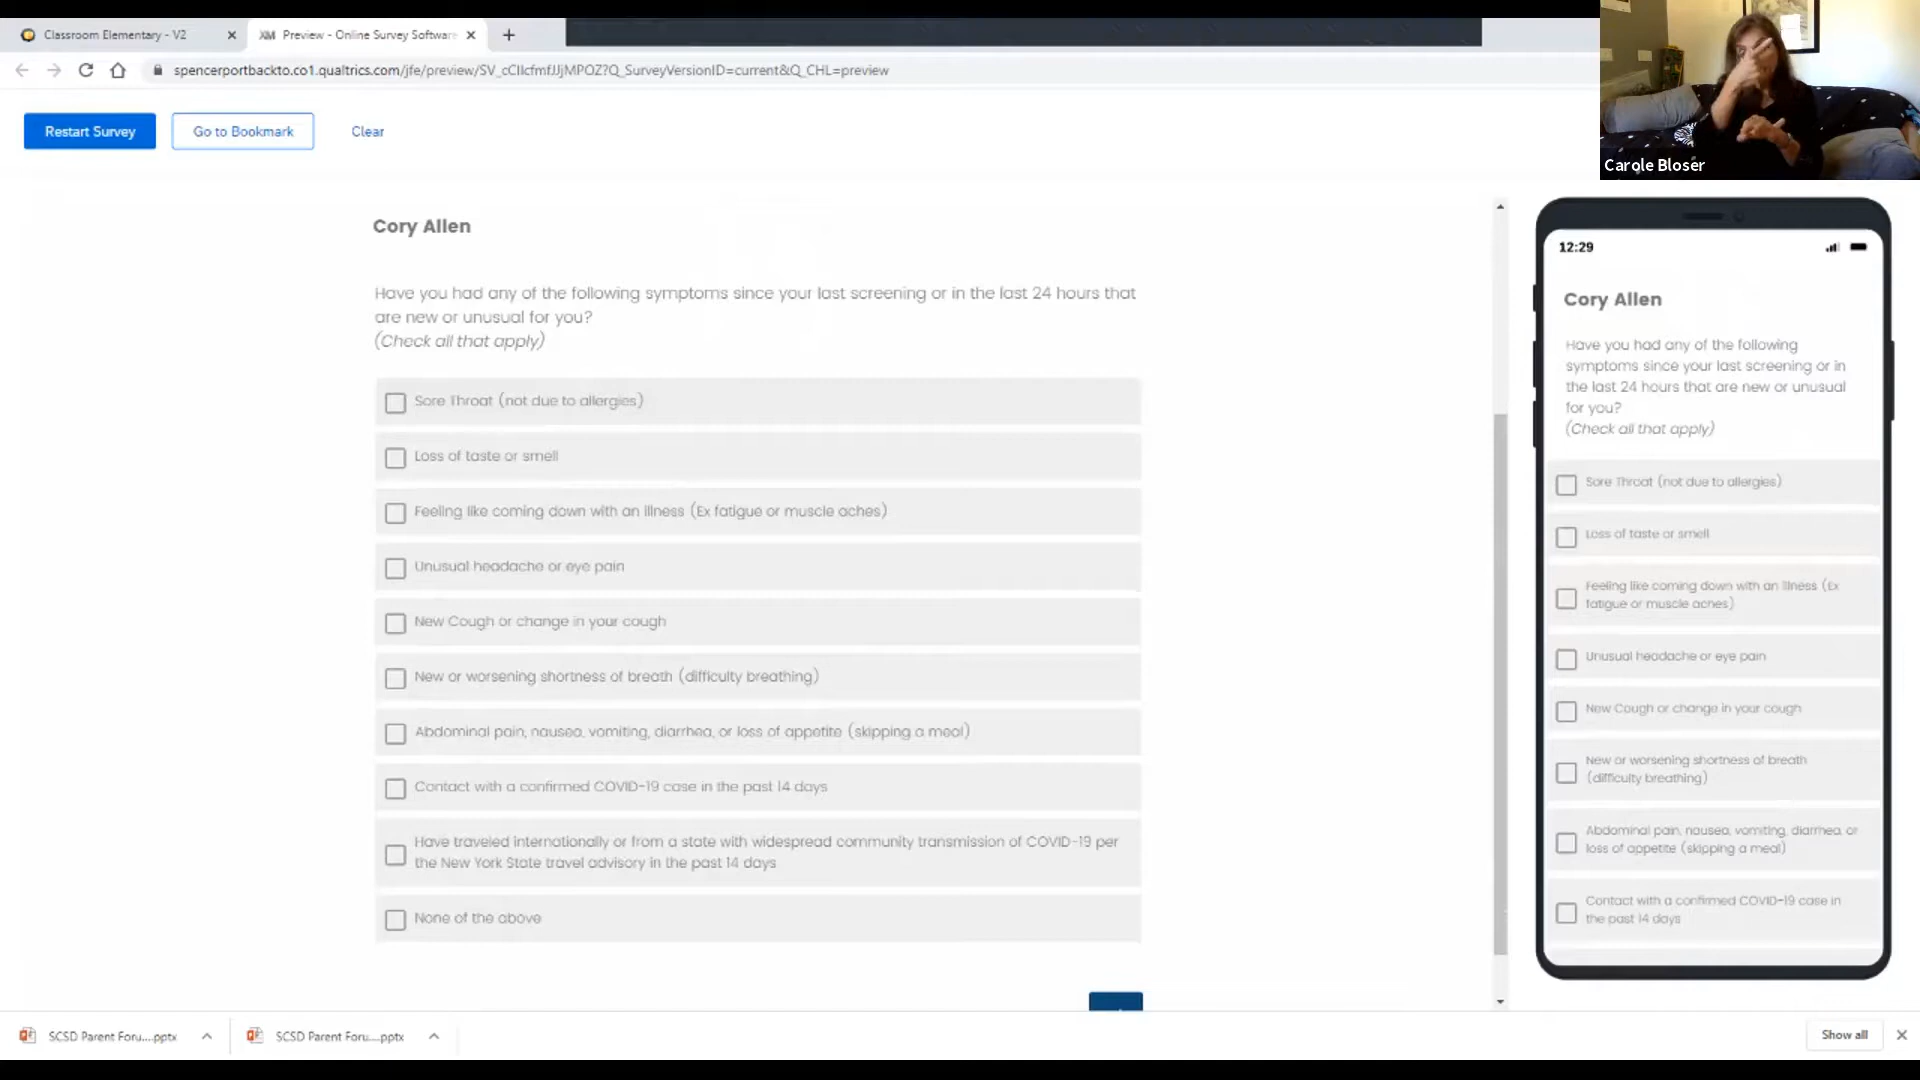 Classroom Elementary - V2
XM Preview - Online Survey Software
spencerportbackto.co1.qualtrics.com/jfe/preview/SV_cCIlcfmfJJjMPOZ?Q_SurveyVersionID=current&Q_CHL=preview
Restart Survey
Go to Bookmark
Clear
Carole Bloser
Cory Allen
Have you had any of the following symptoms since your last screening or in the last 24 hours that
are new or unusual for you?
(Check all that apply)
Sore Throat (not due to allergies)
Loss of taste or smell
Feeling like coming down with an illness (Ex fatigue or muscle aches)
Unusual headache or eye pain
New Cough or change in your cough
New or worsening shortness of breath (difficulty breathing)
Abdominal pain, nausea, vomiting, diarrhea, or loss of appetite (skipping a meal)
Contact with a confirmed COVID-19 case in the past 14 days
Have traveled internationally or from a state with widespread community transmission of COVID-19 per
the New York State travel advisory in the past 14 days
None of the above
12:29
Cory Allen
Have you had any of the following
symptoms since your last screening or in
the last 24 hours that are new or unusual
for you?
(Check all that apply)
Sore Throat (not due to allergies)
Loss of taste or smell
Feeling like coming down with an illness (Ex
fatigue or muscle aches)
Unusual headache or eye pain
New Cough or change in your cough
New or worsening shortness of breath
(difficulty breathing)
Abdominal pain, nausea, vomiting, diarrhea, or
loss of appetite (skipping a meal)
Contact with a confirmed COVID-19 case in
the past 14 days
SCSD Parent Foru....pptx
SCSD Parent Foru....pptx
Show all